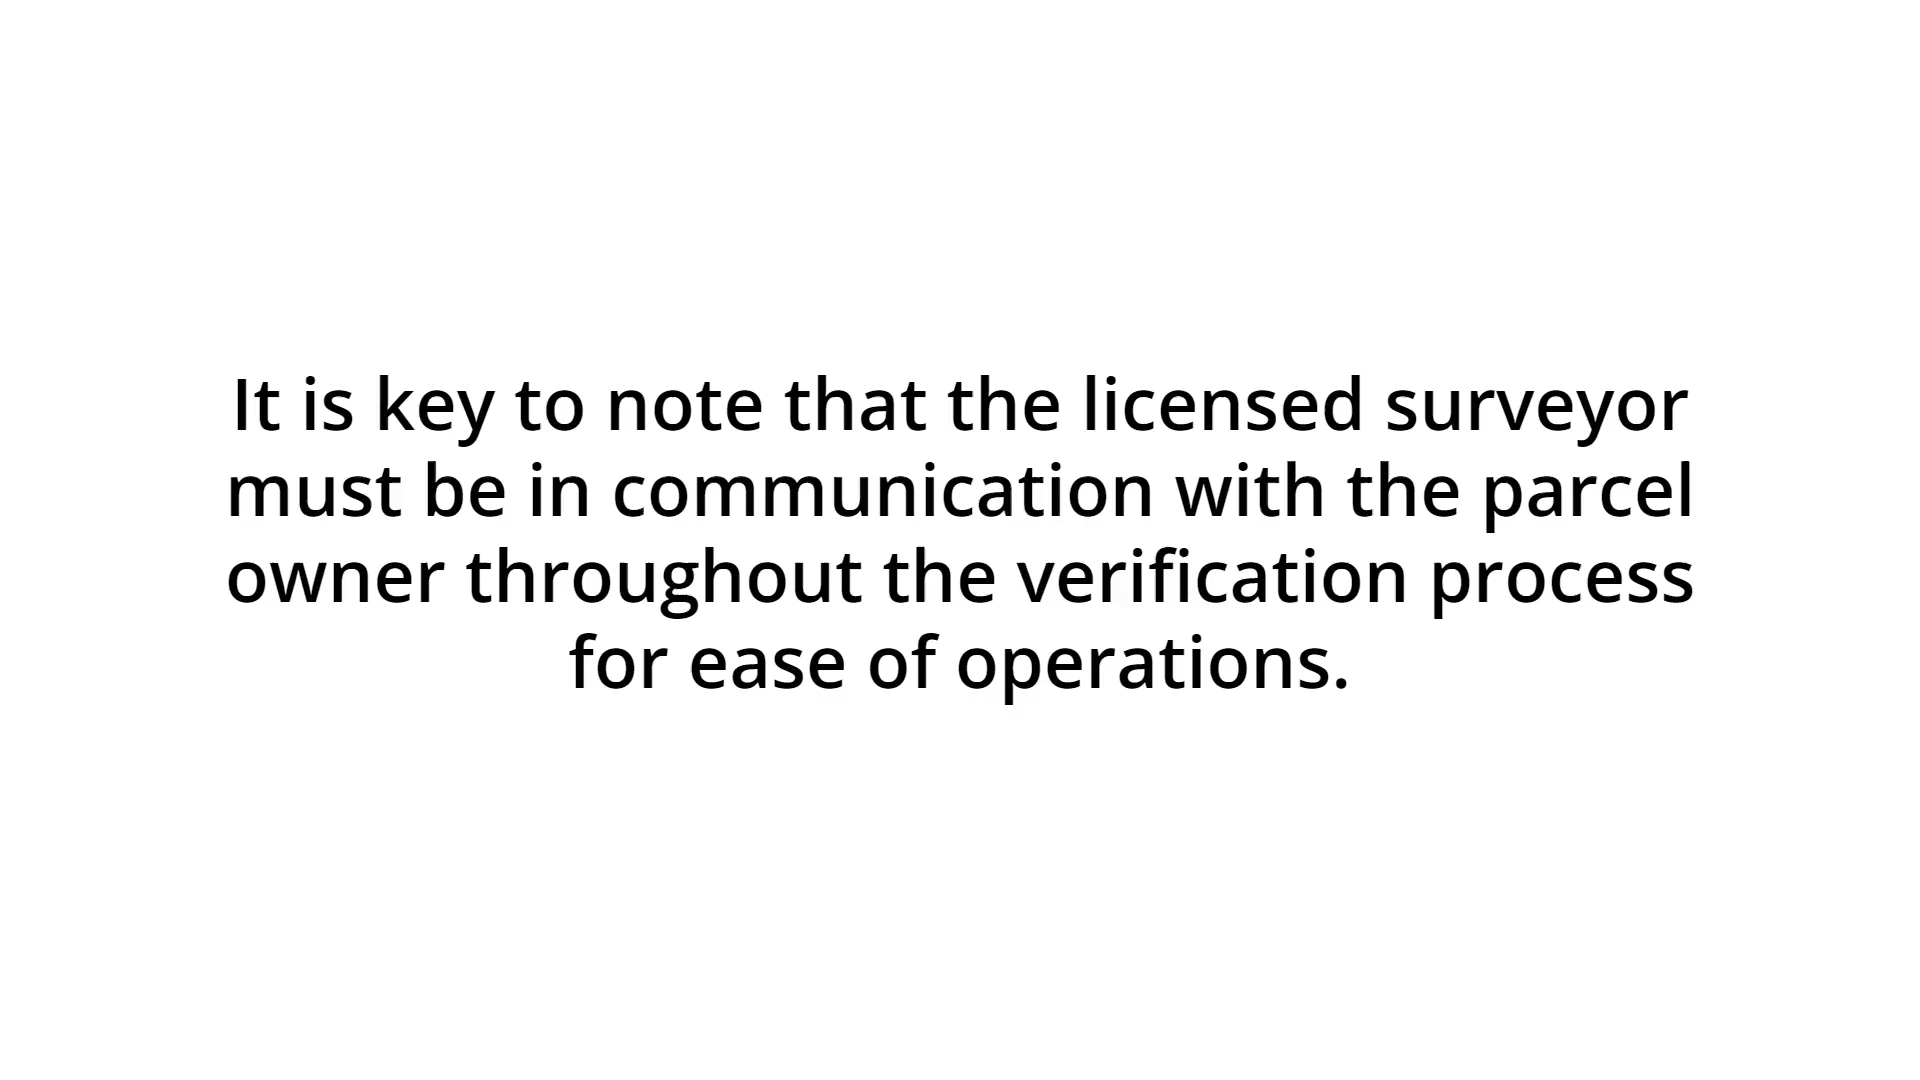 It is key to note that the licensed surveyor
must be in communication with the parcel
owner throughout the verification process
for ease of operations.